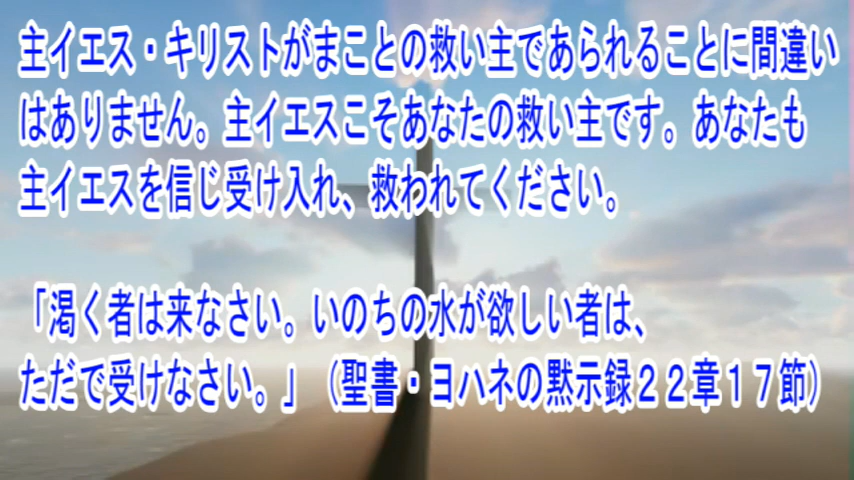 主イエス・キリストがまことの救い主であられることに間違い
はありません。主イエスこそあなたの救い主です。あなたも
主イエスを信じ受け入れ、救われてください。
「渇く者は来なさい。いのちの水が欲しい者は、
ただで受けなさい。」（聖書・ヨハネの黙示録２２章１７節）